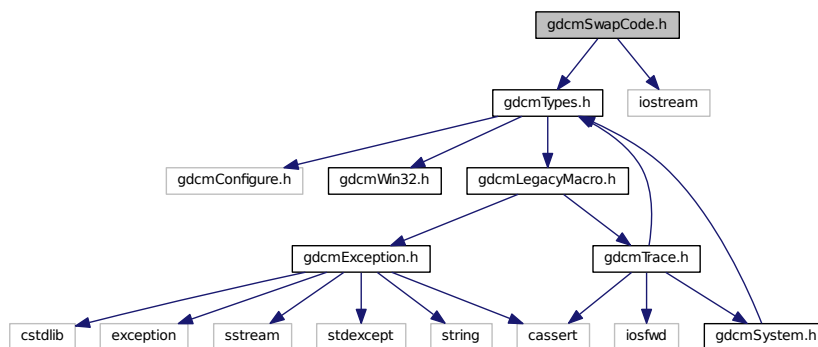 gdcmSwapCode.h
gdcmTypes.h
iostream
gdcmConfigure.h
gdcmWin32.h
gdcmLegacyMacro.h
gdcmException.h
gdcmTrace.h
cstdlib
exception
sstream
stdexcept
string
cassert
iosfwd
gdcmSystem.h